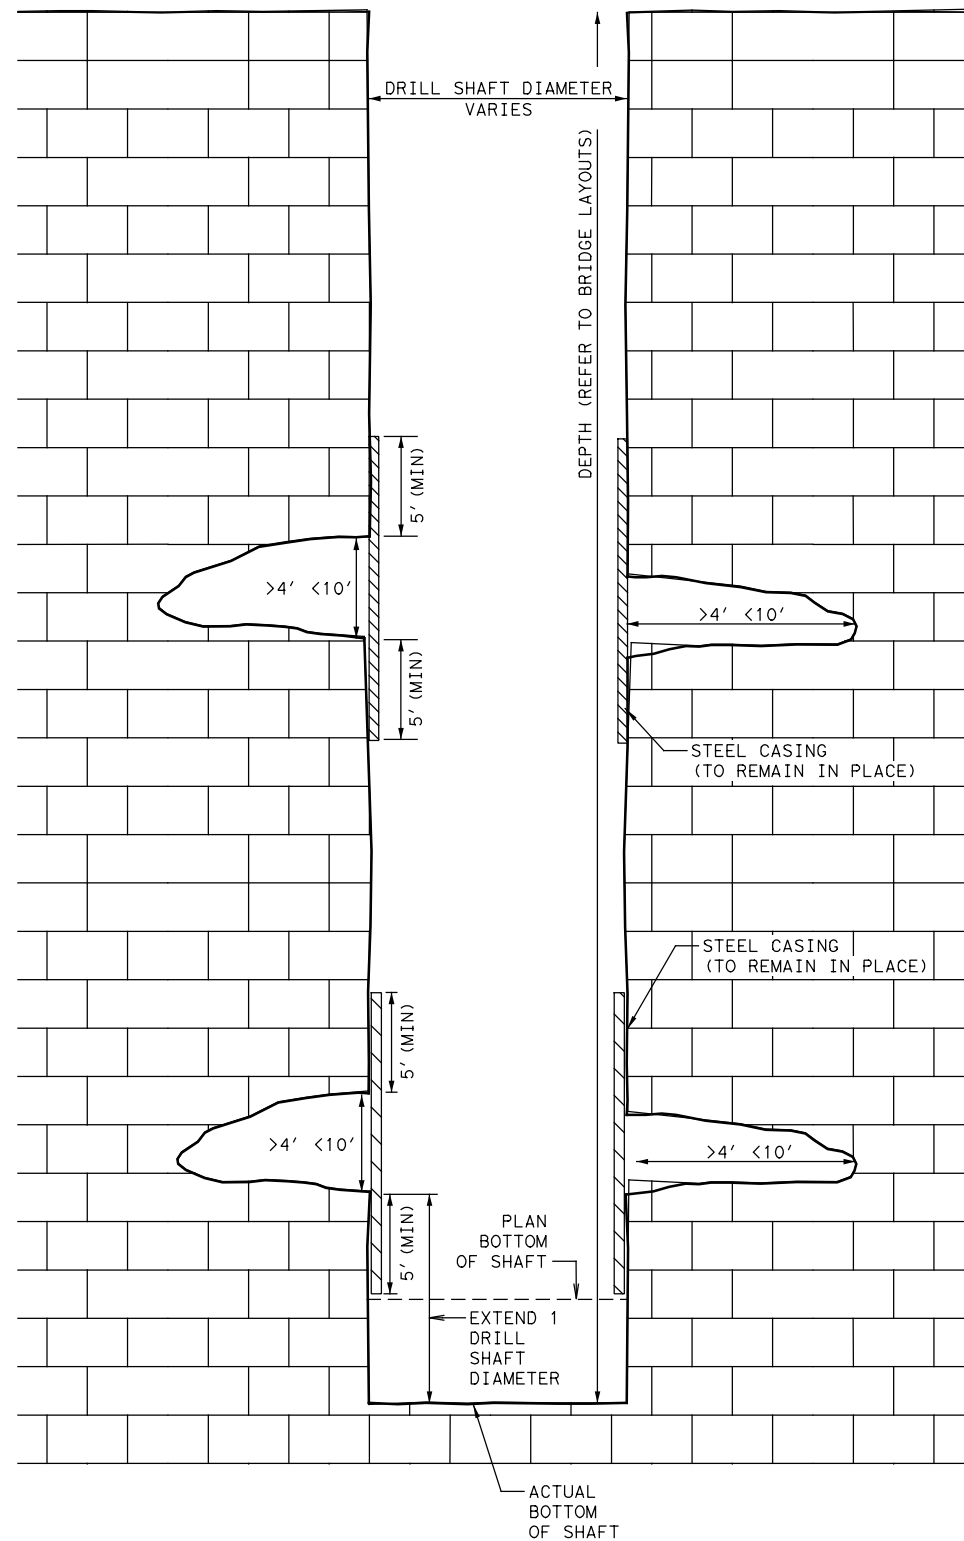 DRILL SHAFT DIAMETER
VARIES
DEPTH (REFER TO BRIDGE LAYOUTS)
5' (MIN)
>4' <10'
>4' <10'
5' (MIN)
STEEL CASING
(TO REMAIN IN PLACE)
STEEL CASING
(TO REMAIN IN PLACE)
5' (MIN)
>4' <10'
>4' <10'
5' (MIN)
PLAN
BOTTOM
OF SHAFT
EXTEND 1
DRILL
SHAFT
DIAMETER
ACTUAL
BOTTOM
OF SHAFT